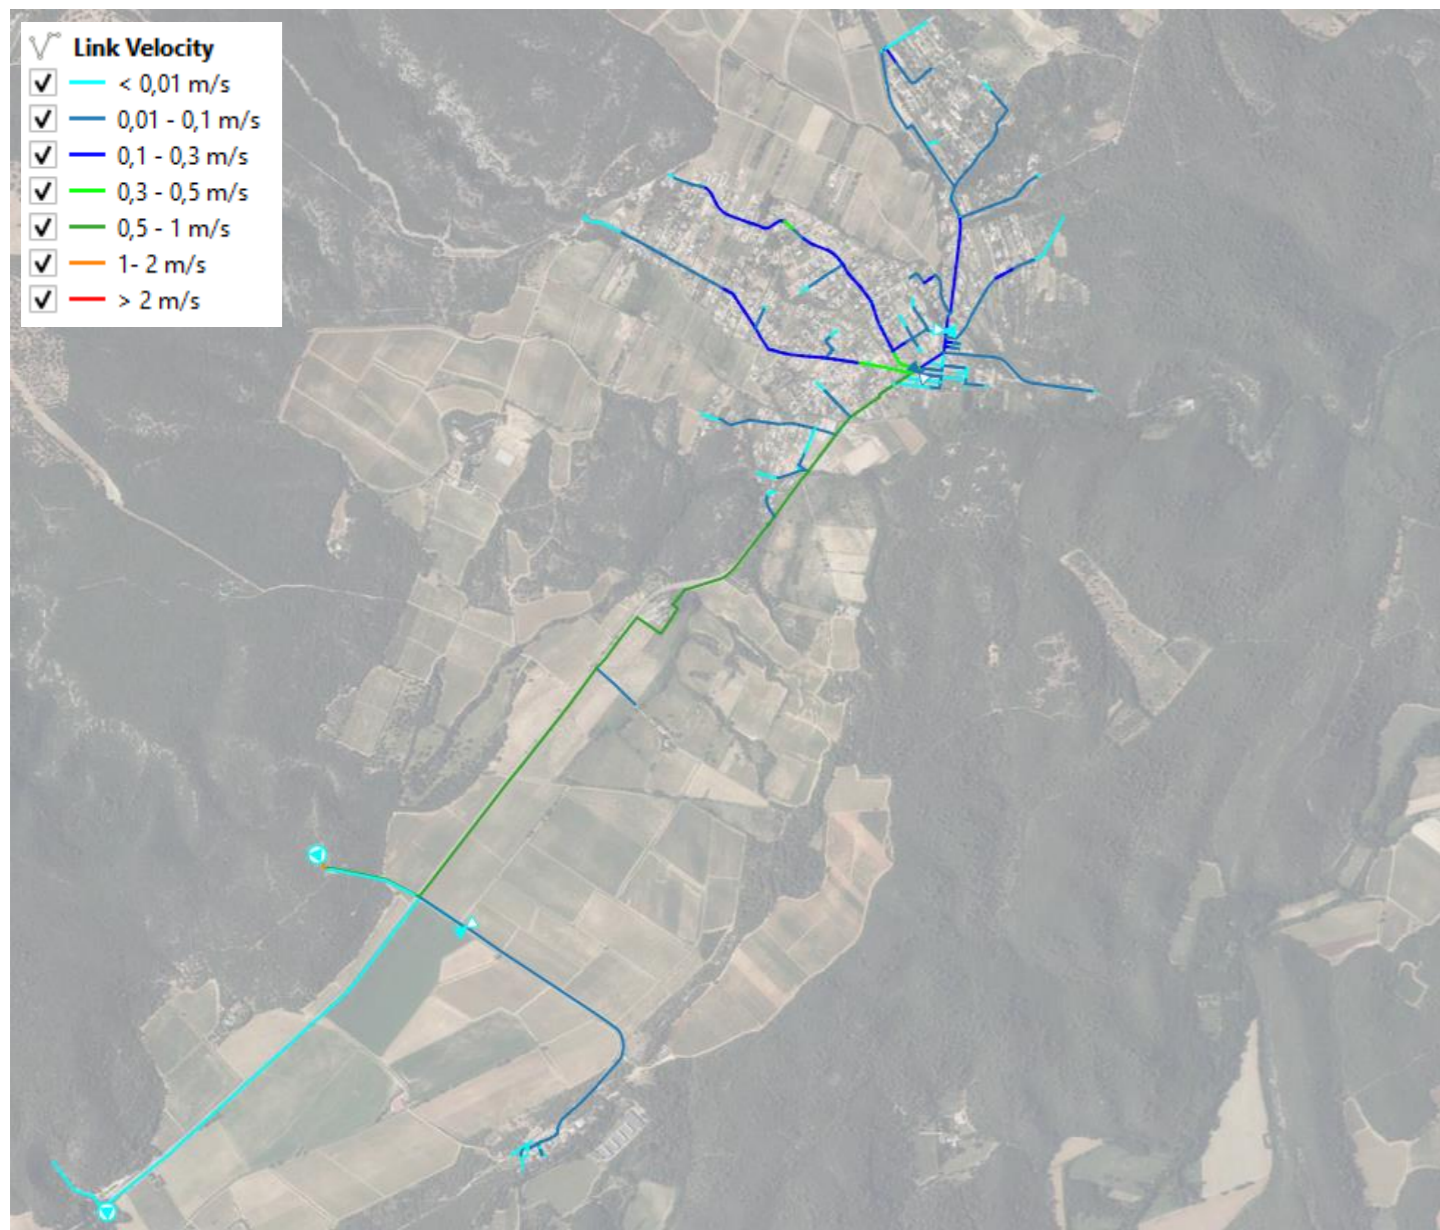 Link Velocity
< 0,01 m/s
0,01 - 0,1 m/s
0,1 - 0,3 m/s
0,3 - 0,5 m/s
0,5 - 1 m/s
1- 2 m/s
> 2 m/s